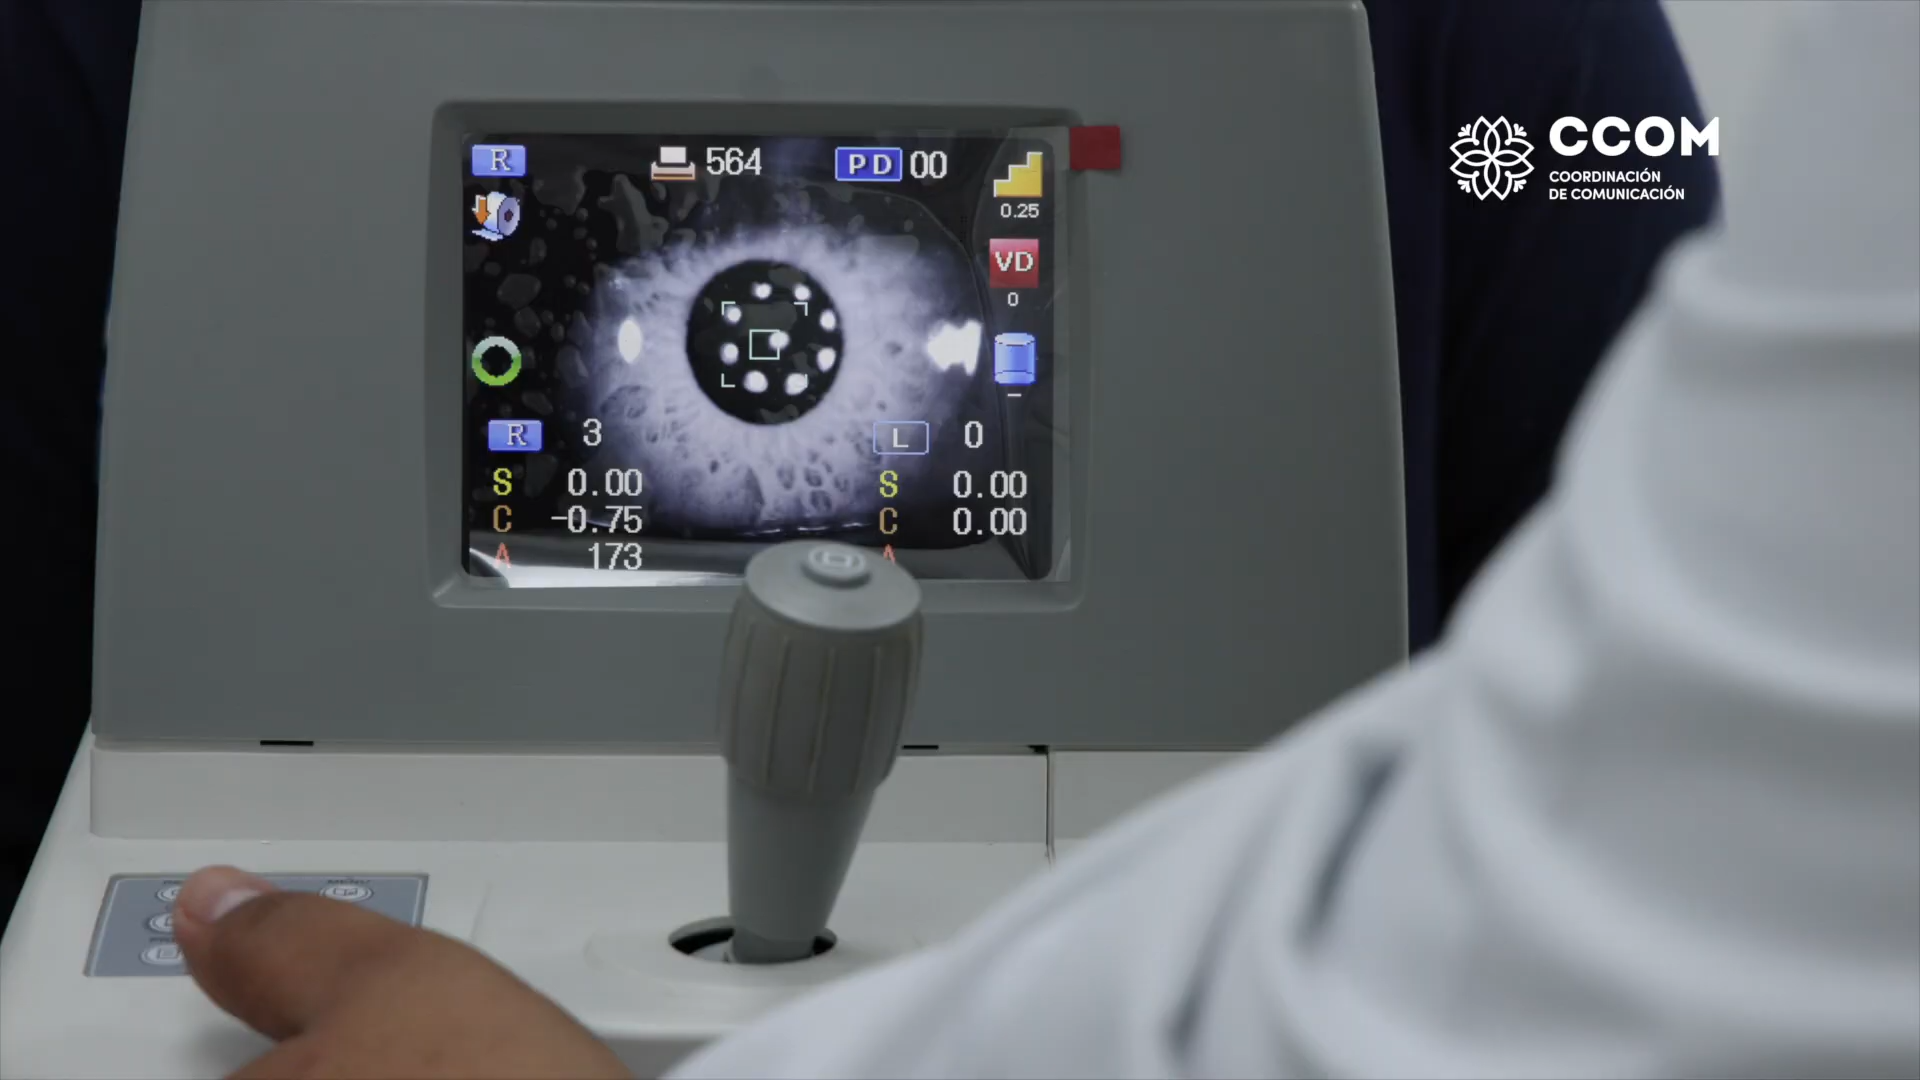 R 564 PD 00
0.25
VD
0
R 3 L 0
S 0.00 S 0.00
C -0.75 C 0.00
A 173 A
CCOM
COORDINACIÓN
DE COMUNICACIÓN